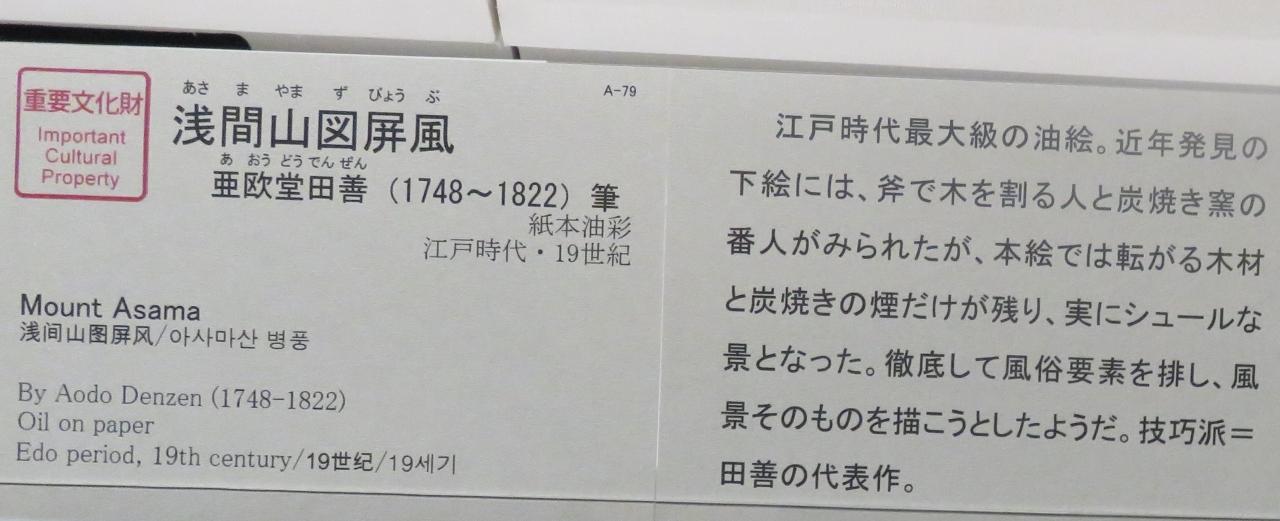 重要文化財
Important
Cultural
Property
あさ ま やま ず びょう ぶ
浅間山図屏風
A-79
あ おう どう でん ぜん
亜欧堂田善（1748～1822）筆
紙本油彩
江戸時代・19世紀
Mount Asama
浅间山图屏风/아사마산 병풍
By Aodo Denzen (1748-1822)
Oil on paper
Edo period, 19th century/19世纪/19세기
江戸時代最大級の油絵。近年発見の
下絵には、斧で木を割る人と炭焼き窯の
番人がみられたが、本絵では転がる木材
と炭焼きの煙だけが残り、実にシュールな
景となった。徹底して風俗要素を排し、風
景そのものを描こうとしたようだ。技巧派＝
田善の代表作。